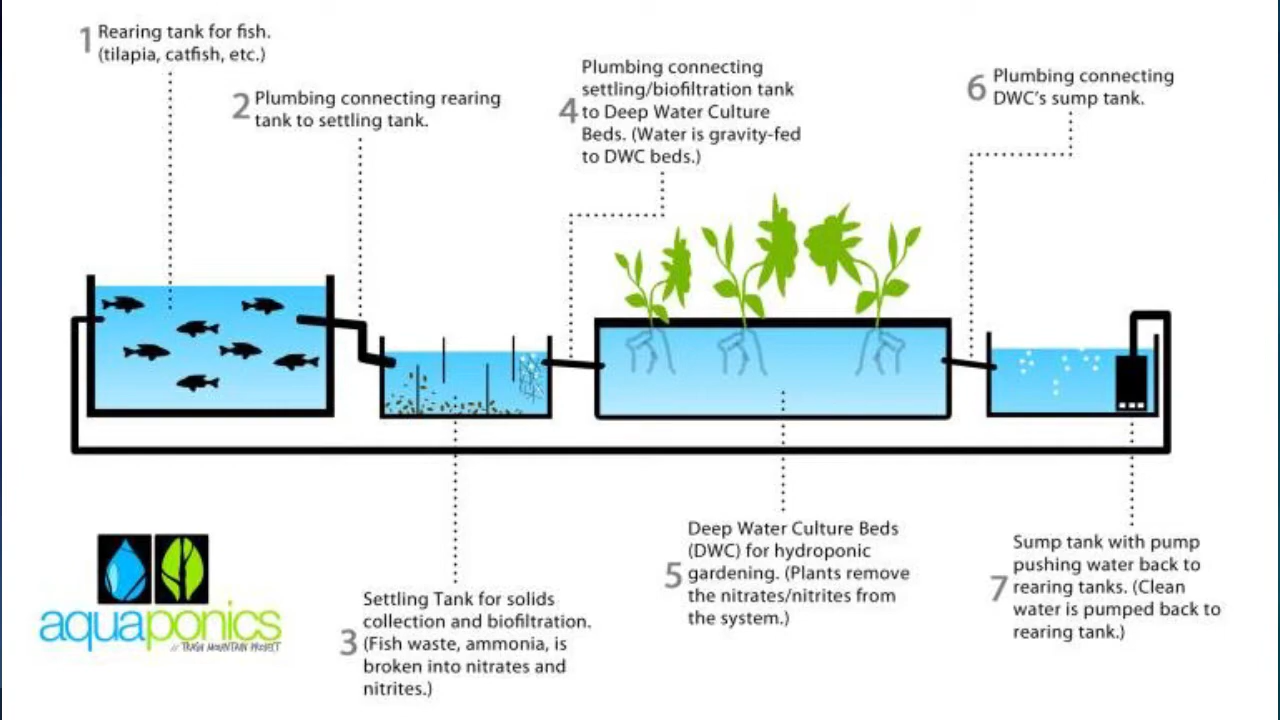 1 Rearing tank for fish.
(tilapia, catfish, etc.)
2 Plumbing connecting rearing
tank to settling tank.
4 Plumbing connecting
settling/biofiltration tank
to Deep Water Culture
Beds. (Water is gravity-fed
to DWC beds.)
6 Plumbing connecting
DWC's sump tank.
3 Settling Tank for solids
collection and biofiltration.
(Fish waste, ammonia, is
broken into nitrates and
nitrites.)
5 Deep Water Culture Beds
(DWC) for hydroponic
gardening. (Plants remove
the nitrates/nitrites from
the system.)
7 Sump tank with pump
pushing water back to
rearing tanks. (Clean
water is pumped back to
rearing tank.)
aquaponics
// TRASH MOUNTAIN PROJECT